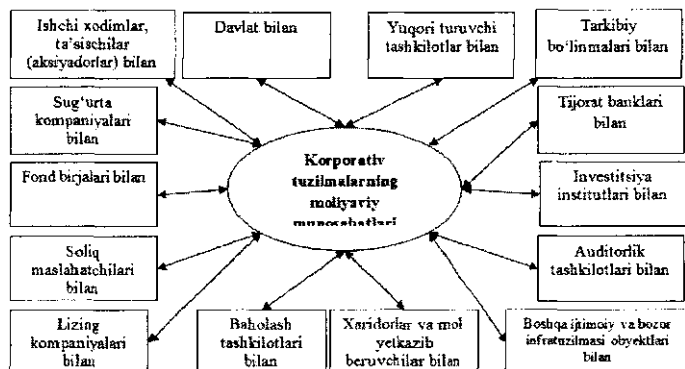 Ishchi xodimlar,
ta'sischilar
(aksiyadorlar) bilan
Davlat bilan
Yuqori turuvchi
tashkilotlar bilan
Tarkibiy
bo'linmalari bilan
Sug'urta
kompaniyalari
bilan
Tijorat banklari
bilan
Korporativ
tuzilmalarning
moliyaviy
munosabatlari
Fond birjalari bilan
Investitsiya
institutlari bilan
Soliq
maslahatchilari
bilan
Auditorlik
tashkilotlari bilan
Lizing
kompaniyalari
bilan
Baholash
tashkilotlari
bilan
Xaridorlar va mol
yetkazib
beruvchilar bilan
Boshqa ijtimoiy va bozor
infratuzilmasi obyektlari
bilan